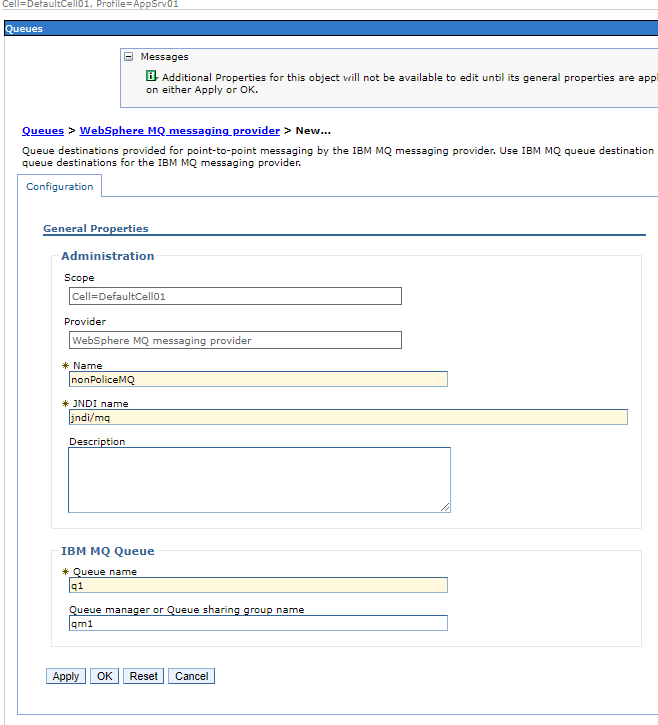 Cell=DefaultCell01, Profile=AppSrv01
Queues
Messages
Additional Properties for this object will not be available to edit until its general properties are appl
on either Apply or OK.
Queues > WebSphere MQ messaging provider > New...
Queue destinations provided for point-to-point messaging by the IBM MQ messaging provider. Use IBM MQ queue destination
queue destinations for the IBM MQ messaging provider.
Configuration
General Properties
Administration
Scope
Cell=DefaultCell01
Provider
WebSphere MQ messaging provider
* Name
nonPoliceMQ
* JNDI name
jndi/mq
Description
IBM MQ Queue
* Queue name
q1
Queue manager or Queue sharing group name
qm1
Apply OK Reset Cancel